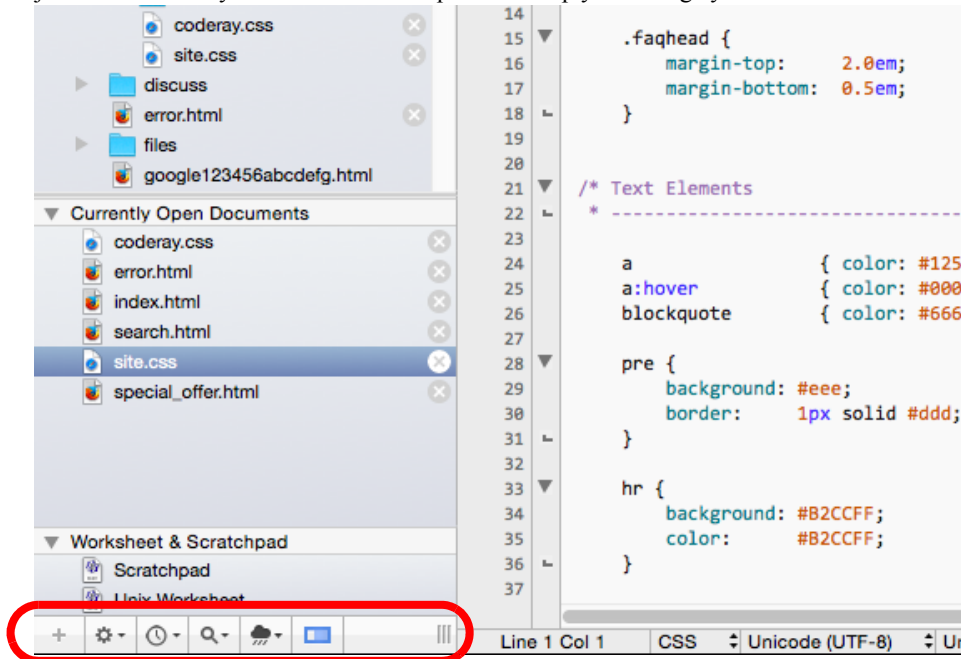 coderay.css
site.css
discuss
error.html
files
google123456abcdefg.html
Currently Open Documents
coderay.css
error.html
index.html
search.html
site.css
special_offer.html
Worksheet & Scratchpad
Scratchpad
Unix Worksheet
14
15 .faqhead {
16 margin-top: 2.0em;
17 margin-bottom: 0.5em;
18 }
19
20
21 /* Text Elements
22 * --------------------------------
23
24 a { color: #125
25 a:hover { color: #000
26 blockquote { color: #666
27
28 pre {
29 background: #eee;
30 border: 1px solid #ddd;
31 }
32
33 hr {
34 background: #B2CCFF;
35 color: #B2CCFF;
36 }
37
Line 1 Col 1 CSS Unicode (UTF-8) Un